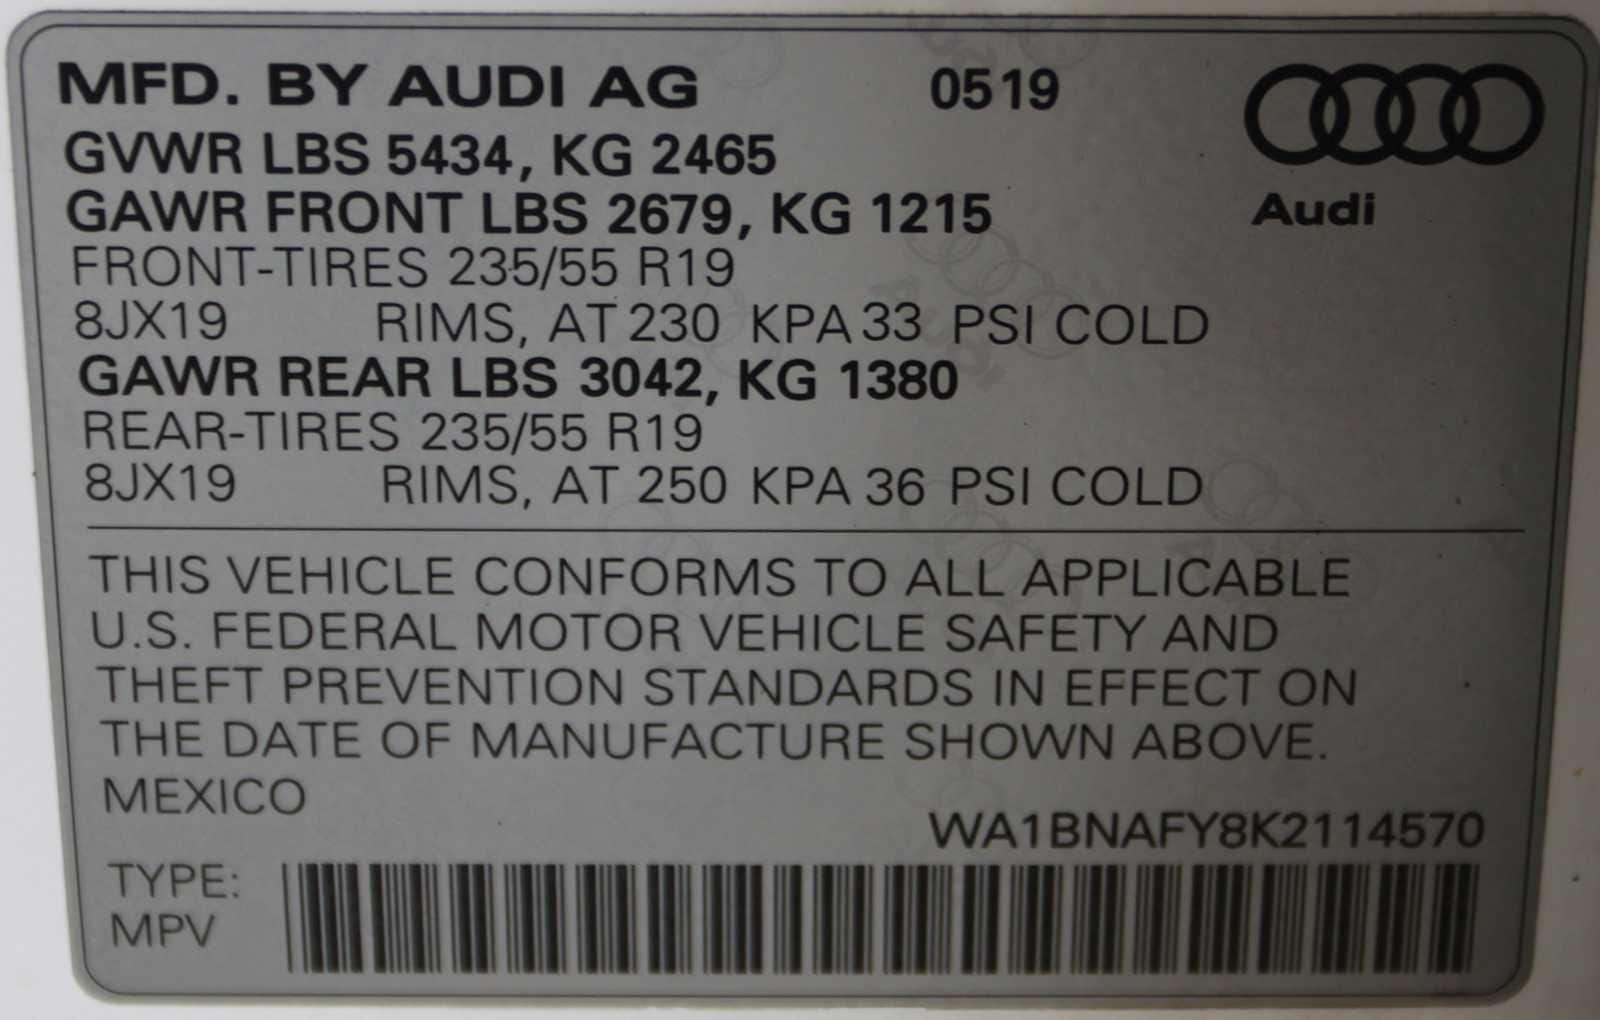 MFD. BY AUDI AG 0519
Audi
GVWR LBS 5434, KG 2465
GAWR FRONT LBS 2679, KG 1215
FRONT-TIRES 235/55 R19
8JX19 RIMS, AT 230 KPA 33 PSI COLD
GAWR REAR LBS 3042, KG 1380
REAR-TIRES 235/55 R19
8JX19 RIMS, AT 250 KPA 36 PSI COLD
THIS VEHICLE CONFORMS TO ALL APPLICABLE
U.S. FEDERAL MOTOR VEHICLE SAFETY AND
THEFT PREVENTION STANDARDS IN EFFECT ON
THE DATE OF MANUFACTURE SHOWN ABOVE.
MEXICO
WA1BNAFY8K2114570
TYPE:
MPV